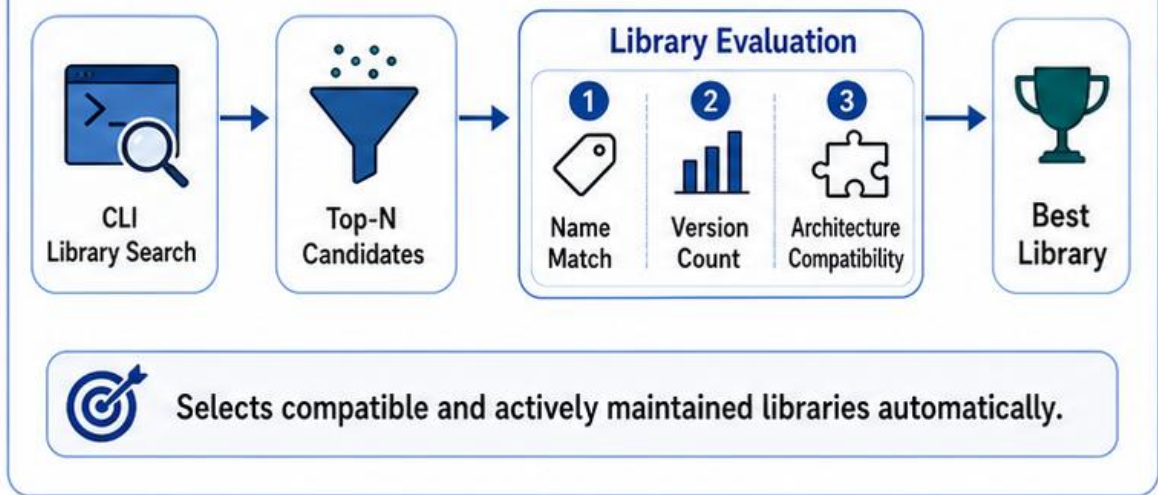 CLI
Library Search
Top-N
Candidates
Library Evaluation
1
Name
Match
2
Version
Count
3
Architecture
Compatibility
Best
Library
Selects compatible and actively maintained libraries automatically.